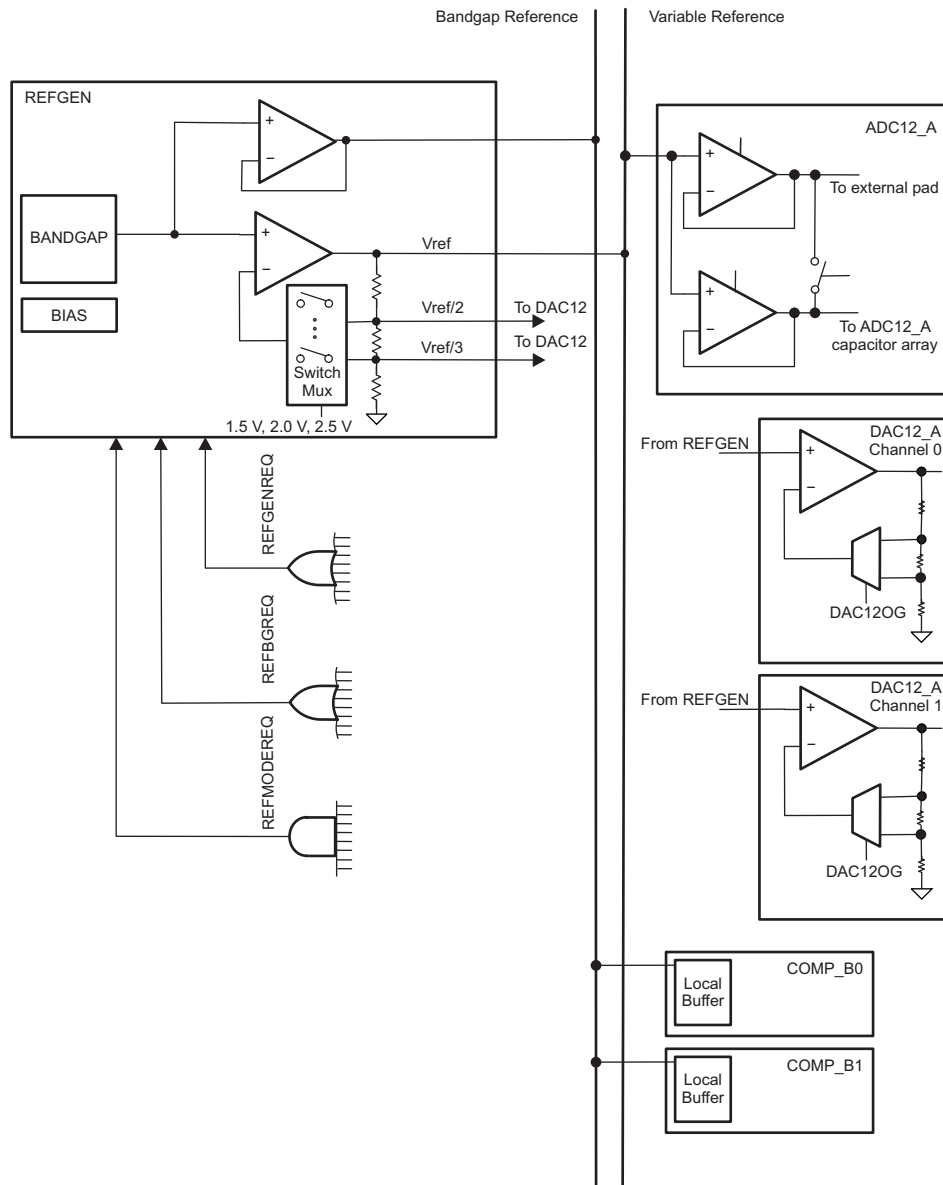 Bandgap Reference
Variable Reference
REFGEN
+
−
BANDGAP
BIAS
+
−
Vref
Vref/2
To DAC12
Vref/3
To DAC12
Switch
Mux
1.5 V, 2.0 V, 2.5 V
REFGENREQ
REFBGREQ
REFMODEREQ
ADC12_A
+
−
To external pad
+
−
To ADC12_A
capacitor array
From REFGEN
DAC12_A
Channel 0
+
−
DAC12OG
From REFGEN
DAC12_A
Channel 1
+
−
DAC12OG
COMP_B0
Local
Buffer
COMP_B1
Local
Buffer